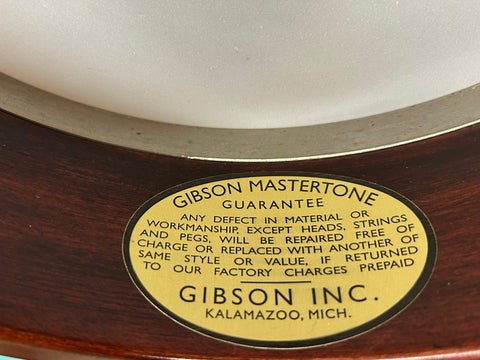 GIBSON MASTERTONE
GUARANTEE
ANY DEFECT IN MATERIAL OR
WORKMANSHIP, EXCEPT HEADS, STRINGS
AND PEGS, WILL BE REPAIRED FREE OF
CHARGE OR REPLACED WITH ANOTHER OF
SAME STYLE OR VALUE, IF RETURNED
TO OUR FACTORY CHARGES PREPAID
GIBSON INC.
KALAMAZOO, MICH.